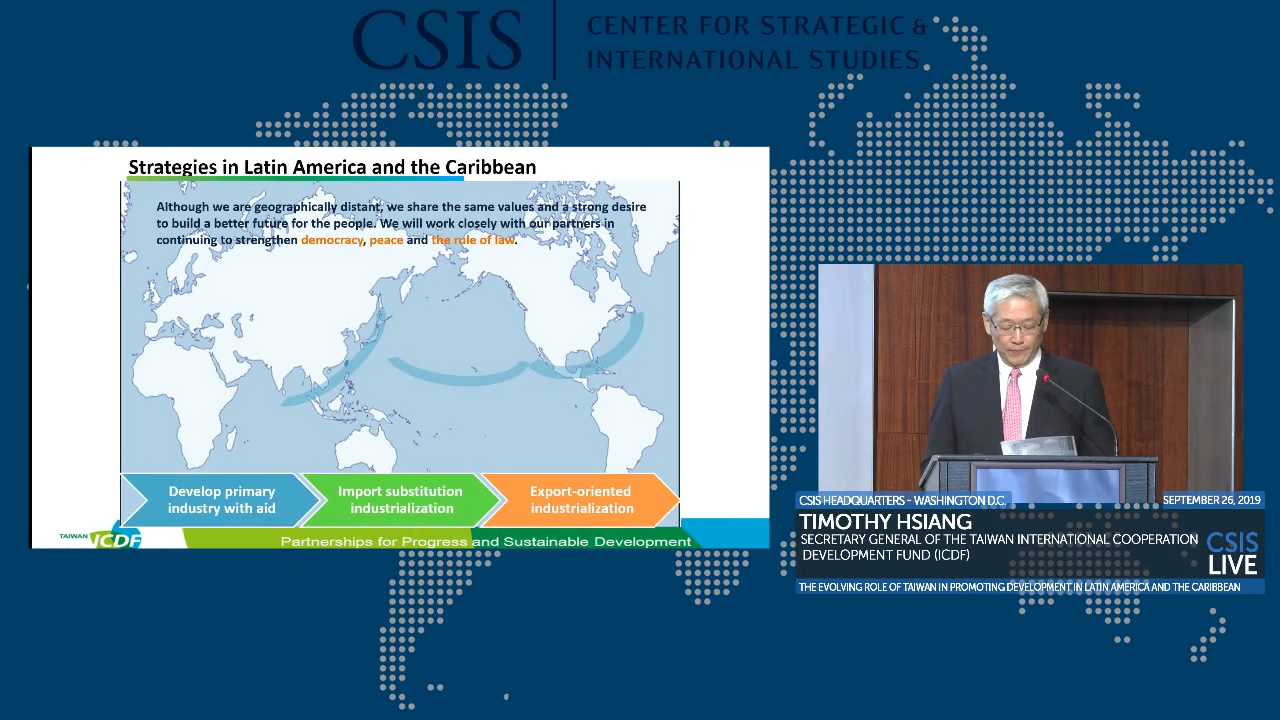 CSIS
CENTER FOR STRATEGIC &
INTERNATIONAL STUDIES
Strategies in Latin America and the Caribbean
Although we are geographically distant, we share the same values and a strong desire
to build a better future for the people. We will work closely with our partners in
continuing to strengthen democracy, peace and the rule of law.
Develop primary
industry with aid
Import substitution
industrialization
Export-oriented
industrialization
TAIWAN ICDF
Partnerships for Progress and Sustainable Development
CSIS HEADQUARTERS - WASHINGTON D.C.
SEPTEMBER 26, 2019
TIMOTHY HSIANG
SECRETARY GENERAL OF THE TAIWAN INTERNATIONAL COOPERATION
DEVELOPMENT FUND (ICDF)
CSIS
LIVE
THE EVOLVING ROLE OF TAIWAN IN PROMOTING DEVELOPMENT IN LATIN AMERICA AND THE CARIBBEAN